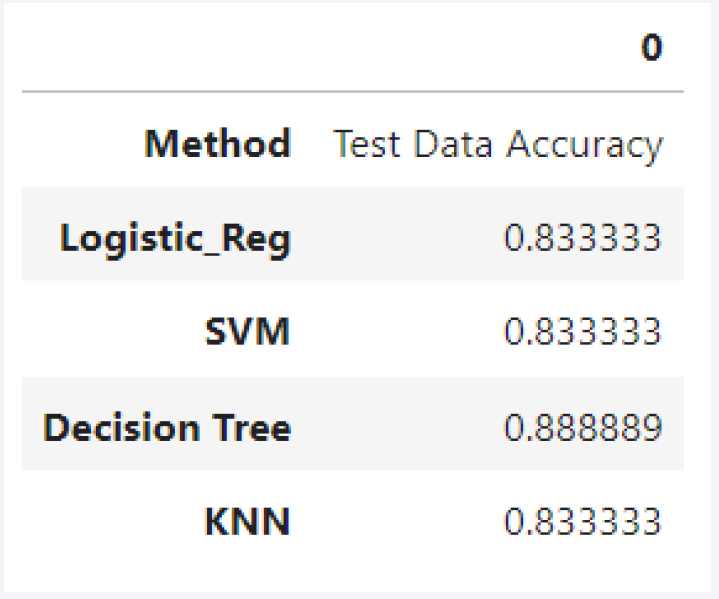 0
Method Test Data Accuracy
Logistic_Reg 0.833333
SVM 0.833333
Decision Tree 0.888889
KNN 0.833333